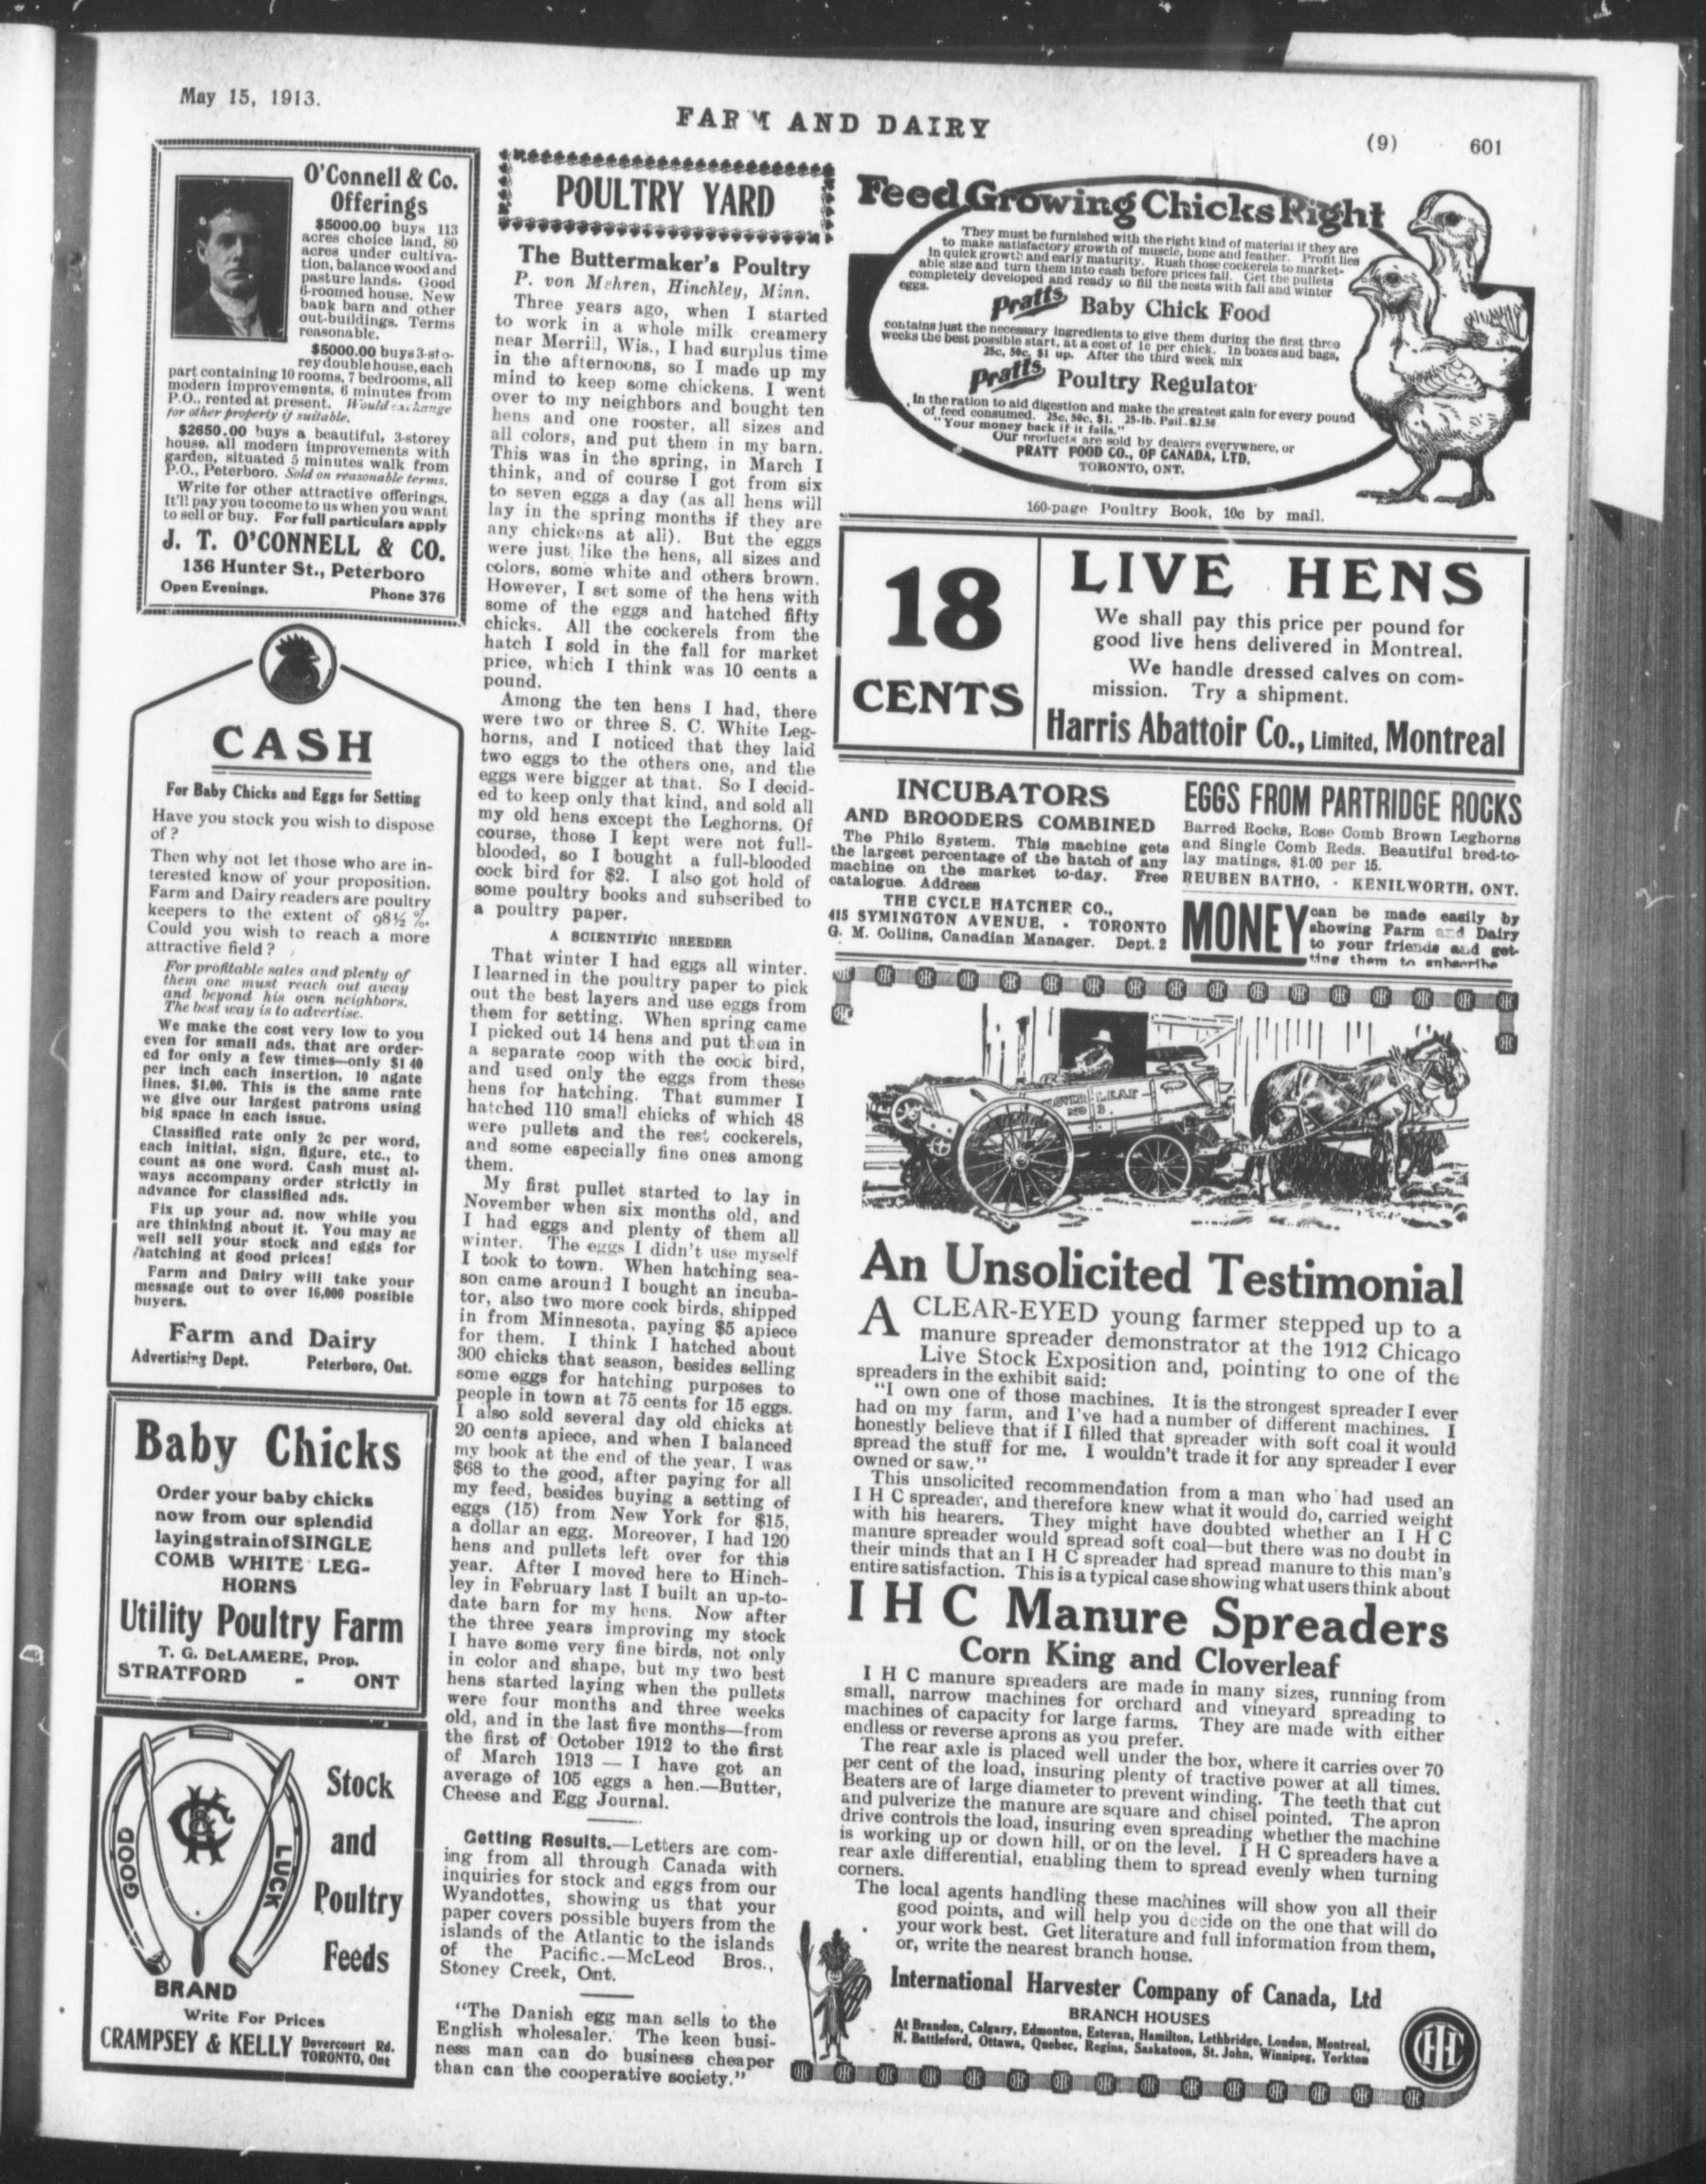 May 15, 1913.
FARM AND DAIRY
(9) 601
O'Connell & Co.
Offerings
$5000.00 buys 113
acres choice land, 80
acres under cultiva-
tion, balance wood and
pasture lands. Good
6-roomed house. New
bank barn and other
out-buildings. Terms
reasonable.
$5000.00 buys 3-sto-
rey double house, each
part containing 10 rooms, 7 bedrooms, all
modern improvements, 6 minutes from
P.O., rented at present. Would exchange
for other property if suitable.
$2650.00 buys a beautiful, 3-storey
house, all modern improvements with
garden, situated 5 minutes walk from
P.O., Peterboro. Sold on reasonable terms.
Write for other attractive offerings.
It'll pay you to come to us when you want
to sell or buy. For full particulars apply
J. T. O'CONNELL & CO.
136 Hunter St., Peterboro
Open Evenings. Phone 376
CASH
For Baby Chicks and Eggs for Setting
Have you stock you wish to dispose
of?
Then why not let those who are in-
terested know of your proposition.
Farm and Dairy readers are poultry
keepers to the extent of 98½ %.
Could you wish to reach a more
attractive field?
For profitable sales and plenty of
them one must reach out away
and beyond his own neighbors.
The best way is to advertise.
We make the cost very low to you
even for small ads. that are order-
ed for only a few times—only $1 40
per inch each insertion, 10 agate
lines, $1.00. This is the same rate
we give our largest patrons using
big space in each issue.
Classified rate only 2c per word,
each initial, sign, figure, etc., to
count as one word. Cash must al-
ways accompany order strictly in
advance for classified ads.
Fix up your ad. now while you
are thinking about it. You may as
well sell your stock and eggs for
hatching at good prices!
Farm and Dairy will take your
message out to over 16,000 possible
buyers.
Farm and Dairy
Advertising Dept. Peterboro, Ont.
Baby Chicks
Order your baby chicks
now from our splendid
laying strain of SINGLE
COMB WHITE LEG-
HORNS
Utility Poultry Farm
T. G. DeLAMERE, Prop.
STRATFORD - ONT
GOOD
LUCK
BRAND
Stock
and
Poultry
Feeds
Write For Prices
CRAMPSEY & KELLY Dovercourt Rd.
TORONTO, Ont
POULTRY YARD
The Buttermaker's Poultry
P. von Mehren, Hinchley, Minn.
Three years ago, when I started
to work in a whole milk creamery
near Merrill, Wis., I had surplus time
in the afternoons, so I made up my
mind to keep some chickens. I went
over to my neighbors and bought ten
hens and one rooster, all sizes and
all colors, and put them in my barn.
This was in the spring, in March I
think, and of course I got from six
to seven eggs a day (as all hens will
lay in the spring months if they are
any chickens at all). But the eggs
were just like the hens, all sizes and
colors, some white and others brown.
However, I set some of the hens with
some of the eggs and hatched fifty
chicks. All the cockerels from the
hatch I sold in the fall for market
price, which I think was 10 cents a
pound.
Among the ten hens I had, there
were two or three S. C. White Leg-
horns, and I noticed that they laid
two eggs to the others one, and the
eggs were bigger at that. So I decid-
ed to keep only that kind, and sold all
my old hens except the Leghorns. Of
course, those I kept were not full-
blooded, so I bought a full-blooded
cock bird for $2. I also got hold of
some poultry books and subscribed to
a poultry paper.
A SCIENTIFIC BREEDER
That winter I had eggs all winter.
I learned in the poultry paper to pick
out the best layers and use eggs from
them for setting. When spring came
I picked out 14 hens and put them in
a separate coop with the cock bird,
and used only the eggs from these
hens for hatching. That summer I
hatched 110 small chicks of which 48
were pullets and the rest cockerels,
and some especially fine ones among
them.
My first pullet started to lay in
November when six months old, and
I had eggs and plenty of them all
winter. The eggs I didn't use myself
I took to town. When hatching sea-
son came around I bought an incuba-
tor, also two more cock birds, shipped
in from Minnesota, paying $5 apiece
for them. I think I hatched about
300 chicks that season, besides selling
some eggs for hatching purposes to
people in town at 75 cents for 15 eggs.
I also sold several day old chicks at
20 cents apiece, and when I balanced
my book at the end of the year, I was
$68 to the good, after paying for all
my feed, besides buying a setting of
eggs (15) from New York for $15,
a dollar an egg. Moreover, I had 120
hens and pullets left over for this
year. After I moved here to Hinch-
ley in February last I built an up-to-
date barn for my hens. Now after
the three years improving my stock
I have some very fine birds, not only
in color and shape, but my two best
hens started laying when the pullets
were four months and three weeks
old, and in the last five months—from
the first of October 1912 to the first
of March 1913 — I have got an
average of 105 eggs a hen.—Butter,
Cheese and Egg Journal.
Getting Results.—Letters are com-
ing from all through Canada with
inquiries for stock and eggs from our
Wyandottes, showing us that your
paper covers possible buyers from the
islands of the Atlantic to the islands
of the Pacific.—McLeod Bros.,
Stoney Creek, Ont.
"The Danish egg man sells to the
English wholesaler. The keen busi-
ness man can do business cheaper
than can the cooperative society."
Feed Growing Chicks Right
They must be furnished with the right kind of material if they are
to make satisfactory growth of muscle, bone and feather. Profit lies
in quick growth and early maturity. Rush those cockerels to market-
able size and turn them into cash before prices fall. Get the pullets
completely developed and ready to fill the nests with fall and winter
eggs.
Pratts Baby Chick Food
contains just the necessary ingredients to give them during the first three
weeks the best possible start, at a cost of 1c per chick. In boxes and bags,
25c, 50c, $1 up. After the third week mix
Pratts Poultry Regulator
in the ration to aid digestion and make the greatest gain for every pound
of feed consumed. 25c, 50c, $1. 25-lb. Pail $2.50
"Your money back if it fails."
Our products are sold by dealers everywhere, or
PRATT FOOD CO., OF CANADA, LTD.
TORONTO, ONT.
160-page Poultry Book, 10c by mail.
18
CENTS
LIVE HENS
We shall pay this price per pound for
good live hens delivered in Montreal.
We handle dressed calves on com-
mission. Try a shipment.
Harris Abattoir Co., Limited, Montreal
INCUBATORS
AND BROODERS COMBINED
The Philo System. This machine gets
the largest percentage of the hatch of any
machine on the market to-day. Free
catalogue. Address
THE CYCLE HATCHER CO.,
415 SYMINGTON AVENUE, - TORONTO
G. M. Collins, Canadian Manager. Dept. 2
EGGS FROM PARTRIDGE ROCKS
Barred Rocks, Rose Comb Brown Leghorns
and Single Comb Reds. Beautiful bred-to-
lay matings, $1.00 per 15.
REUBEN BATHO, - KENILWORTH, ONT.
MONEY can be made easily by
showing Farm and Dairy
to your friends and get-
ting them to subscribe
CLOVER LEAF
NO 3.
An Unsolicited Testimonial
A CLEAR-EYED young farmer stepped up to a
manure spreader demonstrator at the 1912 Chicago
Live Stock Exposition and, pointing to one of the
spreaders in the exhibit said:
"I own one of those machines. It is the strongest spreader I ever
had on my farm, and I've had a number of different machines. I
honestly believe that if I filled that spreader with soft coal it would
spread the stuff for me. I wouldn't trade it for any spreader I ever
owned or saw."
This unsolicited recommendation from a man who had used an
I H C spreader, and therefore knew what it would do, carried weight
with his hearers. They might have doubted whether an I H C
manure spreader would spread soft coal—but there was no doubt in
their minds that an I H C spreader had spread manure to this man's
entire satisfaction. This is a typical case showing what users think about
I H C Manure Spreaders
Corn King and Cloverleaf
I H C manure spreaders are made in many sizes, running from
small, narrow machines for orchard and vineyard spreading to
machines of capacity for large farms. They are made with either
endless or reverse aprons as you prefer.
The rear axle is placed well under the box, where it carries over 70
per cent of the load, insuring plenty of tractive power at all times.
Beaters are of large diameter to prevent winding. The teeth that cut
and pulverize the manure are square and chisel pointed. The apron
drive controls the load, insuring even spreading whether the machine
is working up or down hill, or on the level. I H C spreaders have a
rear axle differential, enabling them to spread evenly when turning
corners.
The local agents handling these machines will show you all their
good points, and will help you decide on the one that will do
your work best. Get literature and full information from them,
or, write the nearest branch house.
International Harvester Company of Canada, Ltd
BRANCH HOUSES
At Brandon, Calgary, Edmonton, Estevan, Hamilton, Lethbridge, London, Montreal,
N. Battleford, Ottawa, Quebec, Regina, Saskatoon, St. John, Winnipeg, Yorkton
IHC